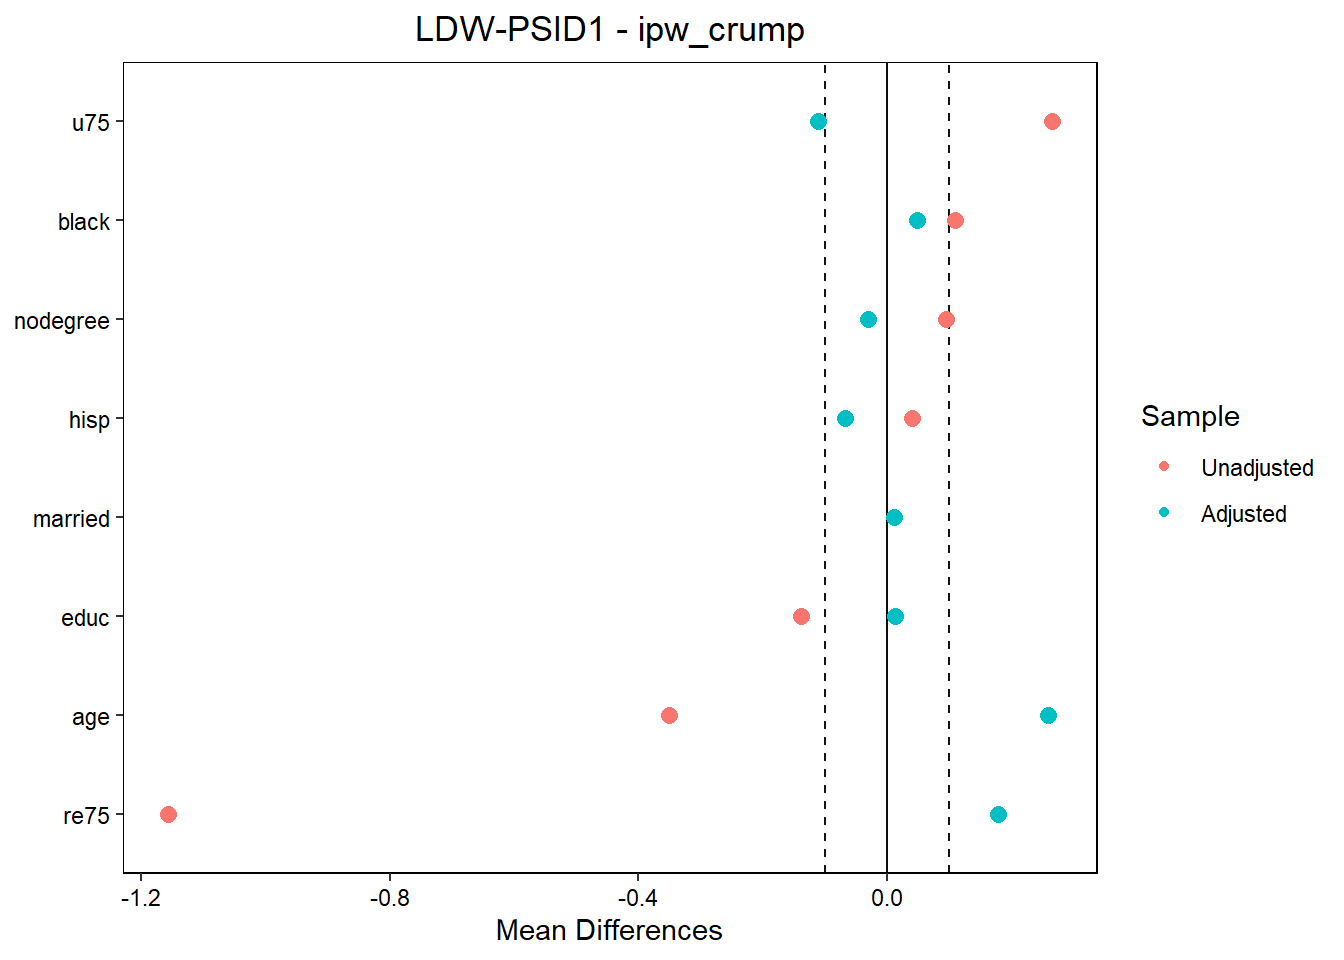 LDW-PSID1 - ipw_crump
u75
black
nodegree
hisp
married
educ
age
re75
-1.2
-0.8
-0.4
0.0
Mean Differences
Sample
Unadjusted
Adjusted